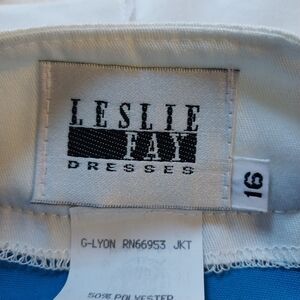 LESLIE
FAY
DRESSES
16
G-LYON RN66953 JKT
50% POLYESTER